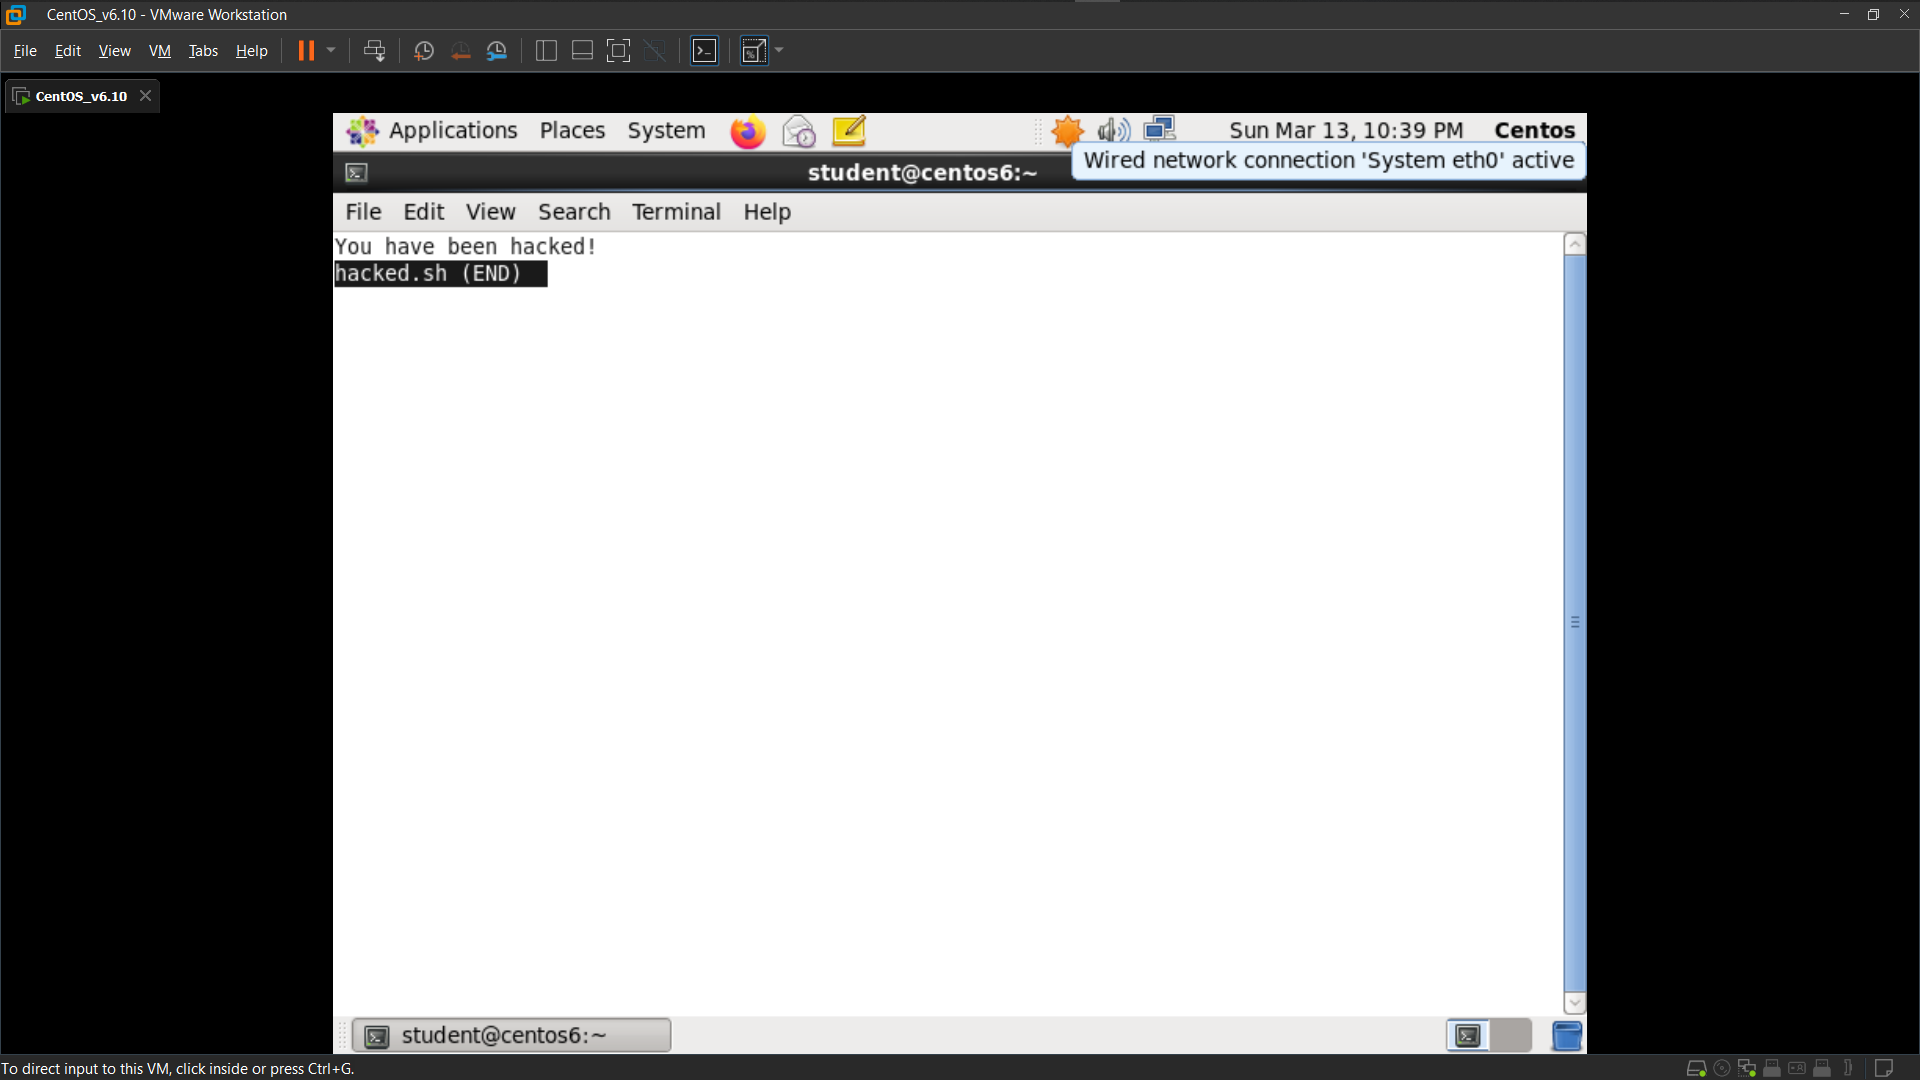 CentOS_v6.10 - VMware Workstation
File Edit View VM Tabs Help
CentOS_v6.10
Applications Places System Sun Mar 13, 10:39 PM Centos
Wired network connection 'System eth0' active
student@centos6:~
File Edit View Search Terminal Help
You have been hacked!
hacked.sh (END)
student@centos6:~
To direct input to this VM, click inside or press Ctrl+G.